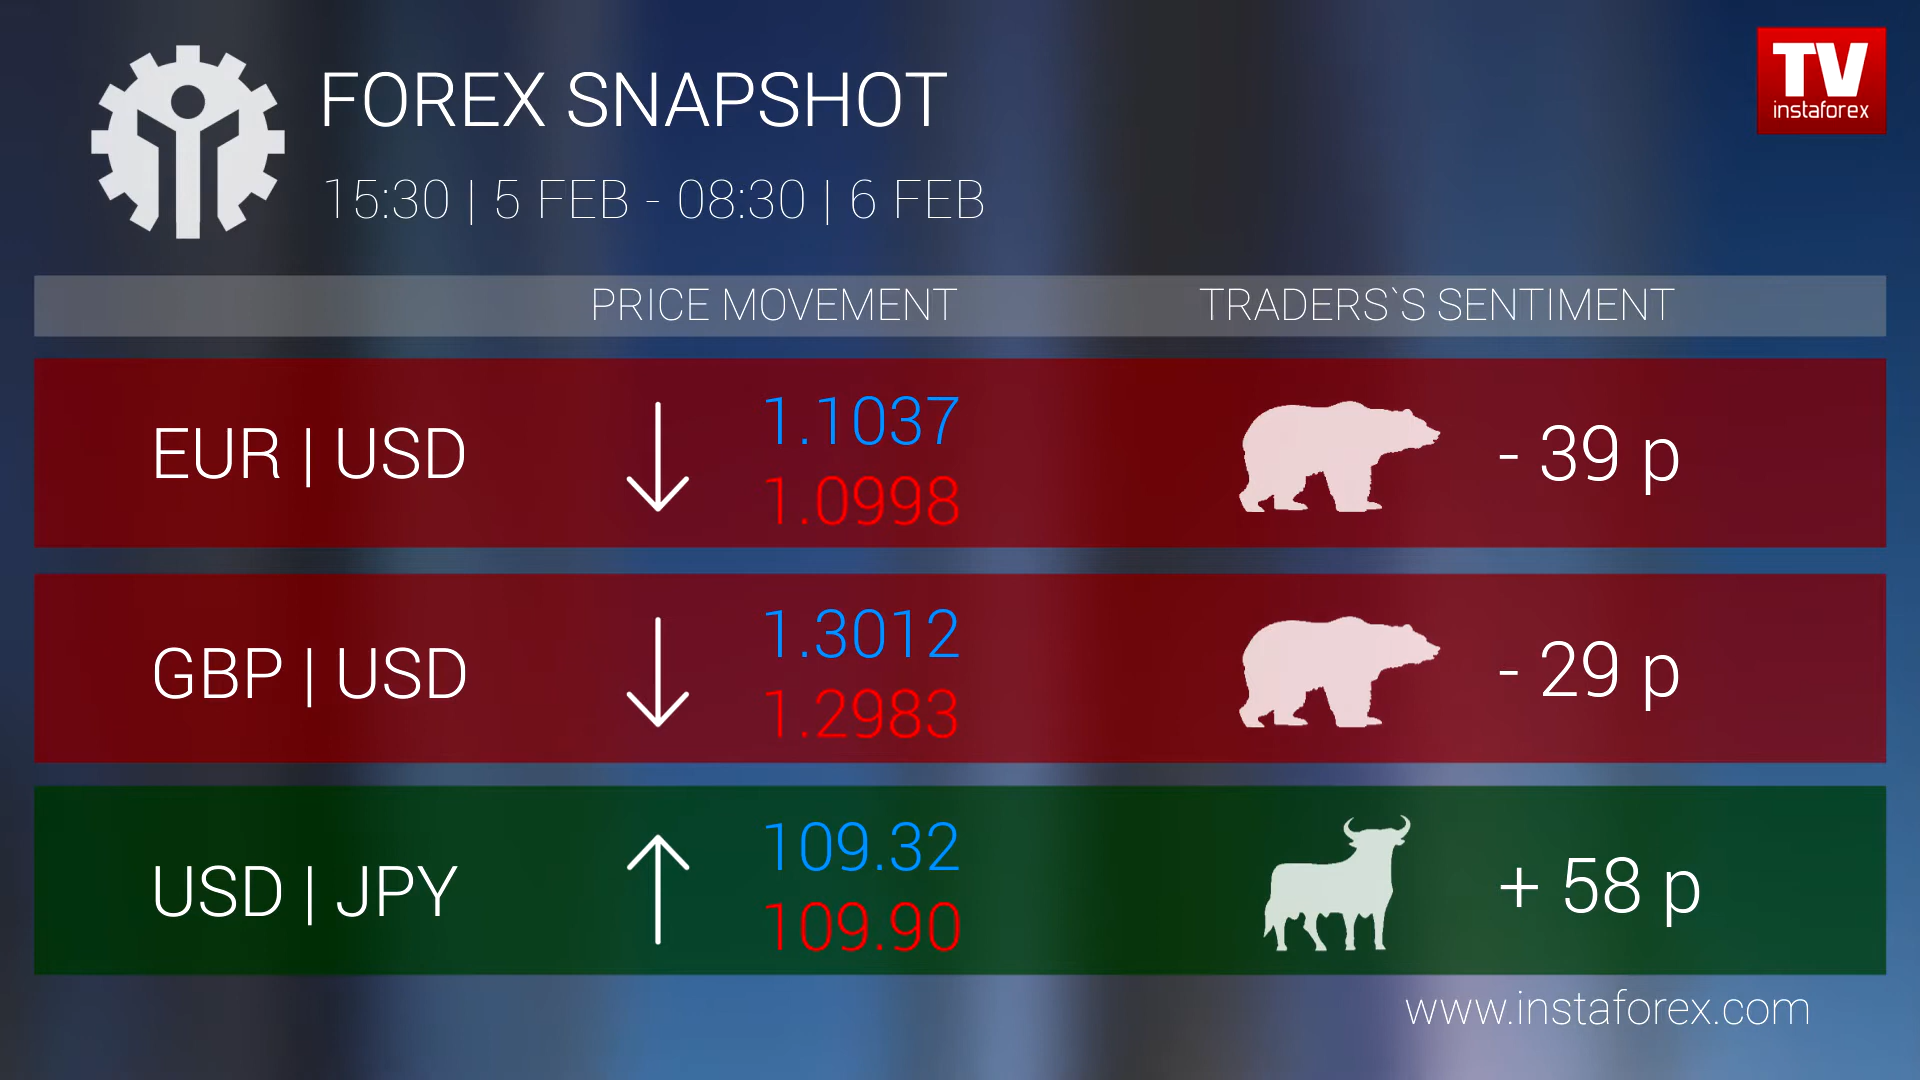 FOREX SNAPSHOT
15:30 | 5 FEB - 08:30 | 6 FEB
TV
instaforex
PRICE MOVEMENT TRADERS`S SENTIMENT
EUR | USD
1.1037
1.0998
- 39 p
GBP | USD
1.3012
1.2983
- 29 p
USD | JPY
109.32
109.90
+ 58 p
www.instaforex.com